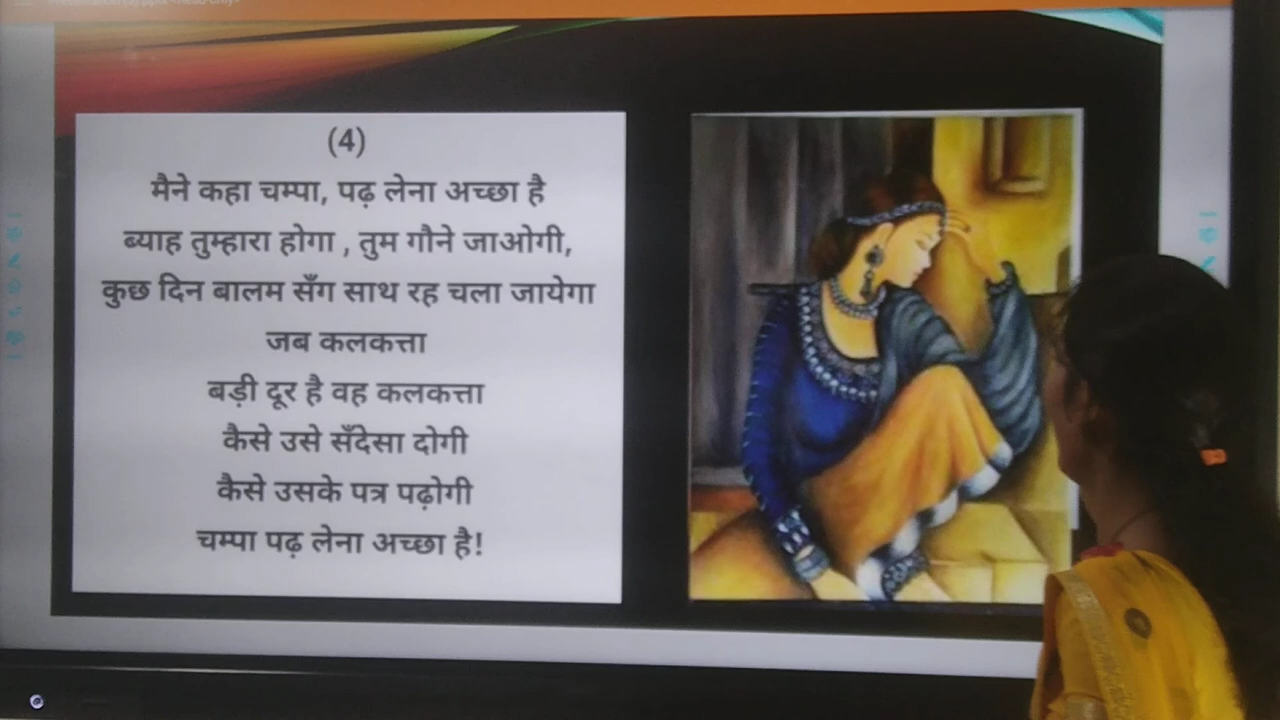 (4)
मैने कहा चम्पा, पढ़ लेना अच्छा है
ब्याह तुम्हारा होगा , तुम गौने जाओगी,
कुछ दिन बालम सँग साथ रह चला जायेगा
जब कलकत्ता
बड़ी दूर है वह कलकत्ता
कैसे उसे सँदेसा दोगी
कैसे उसके पत्र पढ़ोगी
चम्पा पढ़ लेना अच्छा है!